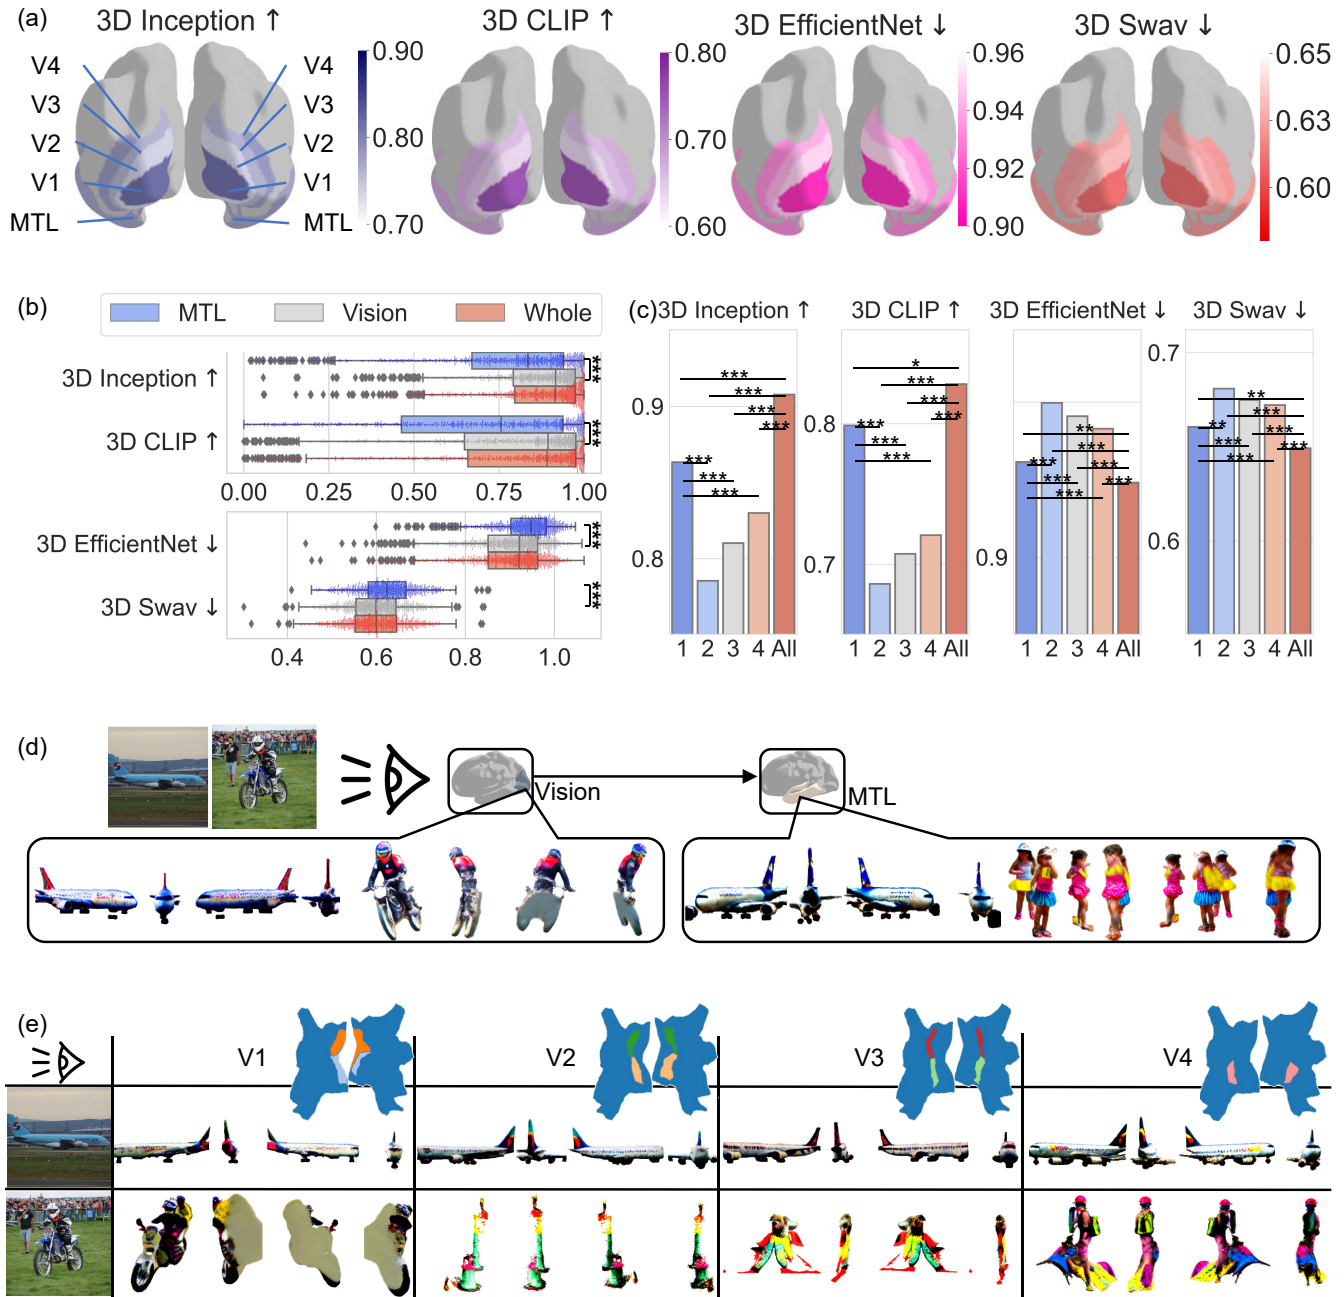 (a)
3D Inception ↑
3D CLIP ↑
3D EfficientNet ↓
3D Swav ↓
V4
V3
V2
V1
MTL
V4
V3
V2
V1
MTL
0.90
0.80
0.70
0.80
0.70
0.60
0.96
0.94
0.92
0.90
0.65
0.63
0.60
(b)
MTL
Vision
Whole
3D Inception ↑
***
3D CLIP ↑
***
0.00
0.25
0.50
0.75
1.00
3D EfficientNet ↓
***
3D Swav ↓
***
0.4
0.6
0.8
1.0
(c)
3D Inception ↑
3D CLIP ↑
3D EfficientNet ↓
3D Swav ↓
0.9
0.8
***
***
***
***
***
***
***
1 2 3 4 All
0.8
0.7
*
***
***
***
***
***
***
1 2 3 4 All
0.9
**
***
***
***
***
***
***
1 2 3 4 All
0.7
0.6
**
***
***
***
**
***
***
1 2 3 4 All
(d)
Vision
MTL
(e)
V1
V2
V3
V4